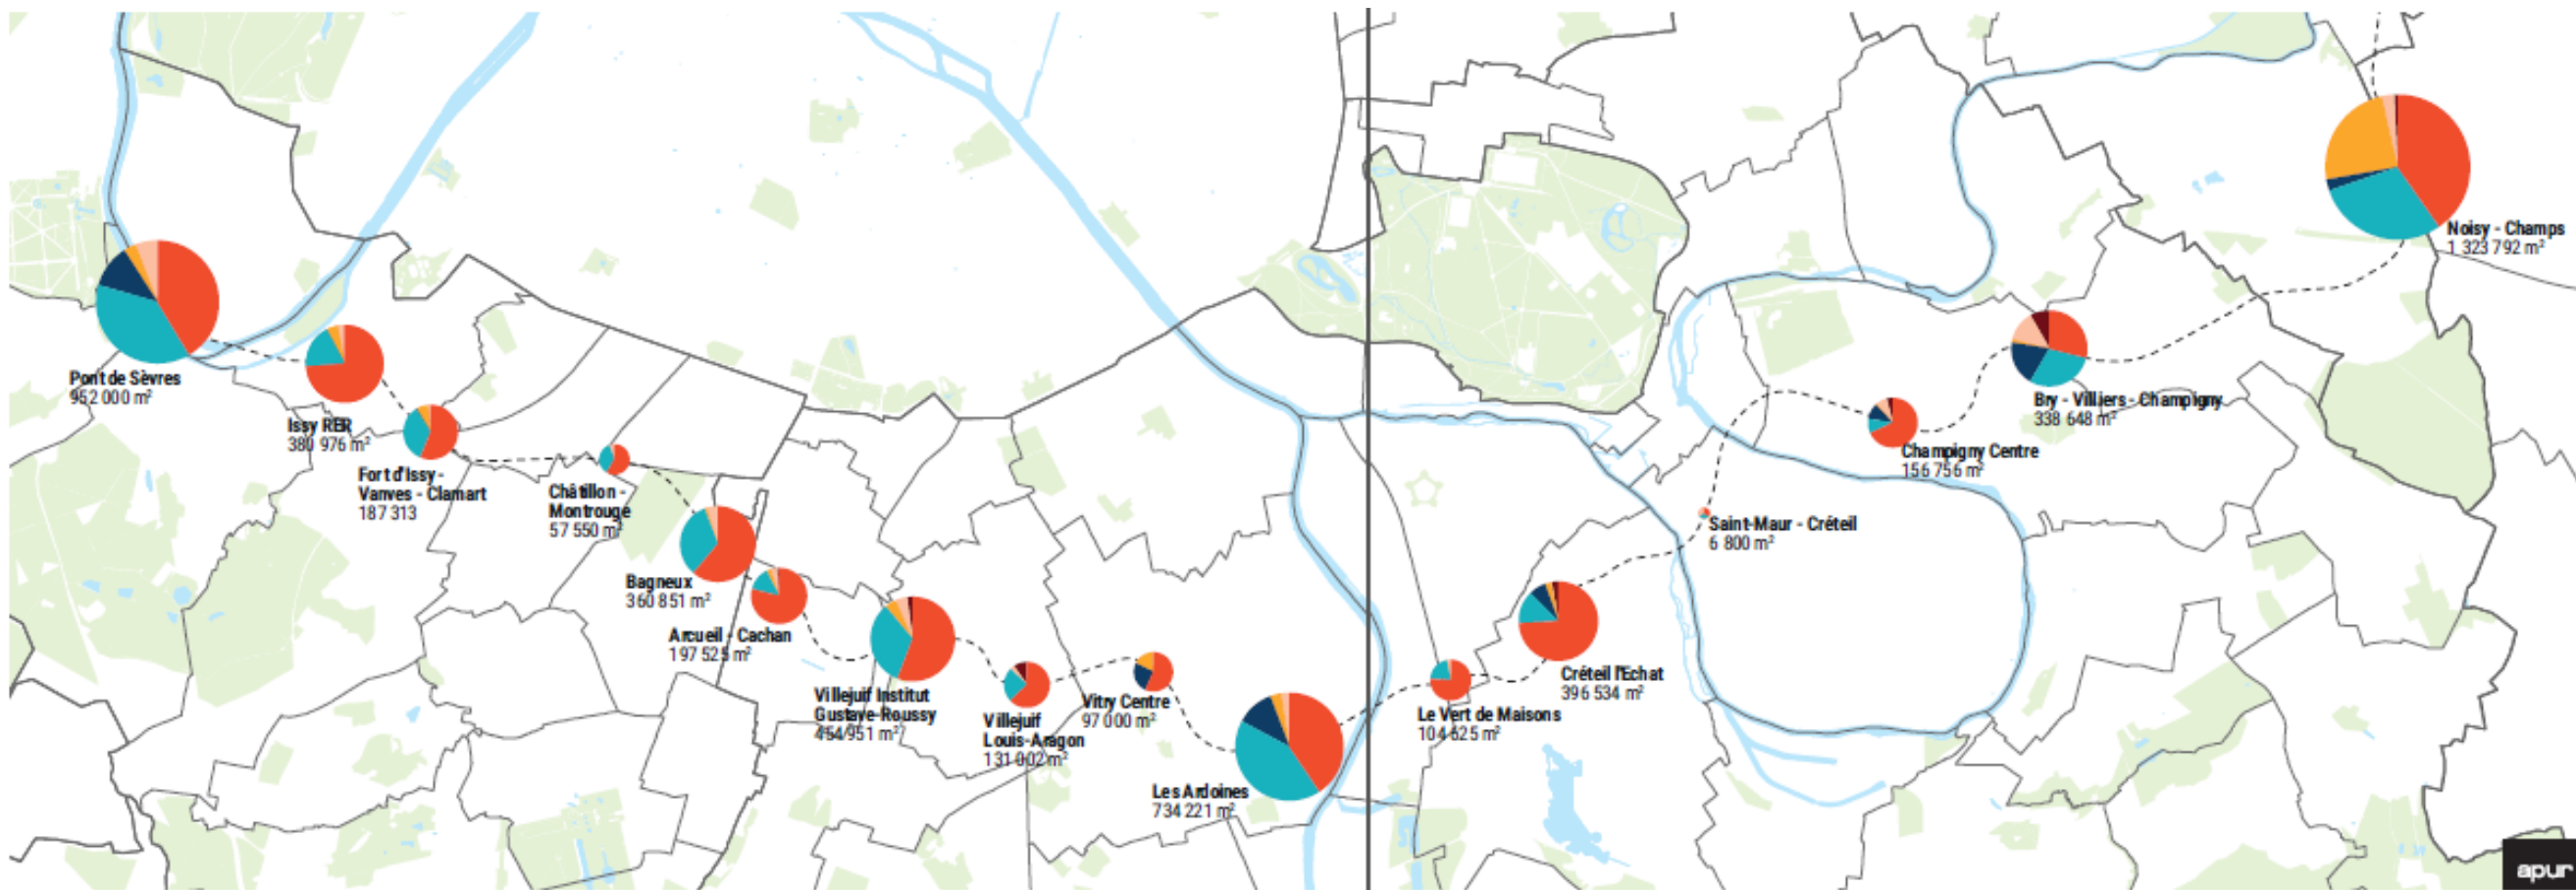 Pont de Sèvres
952 000 m²
Issy RER
380 976 m²
Fort d'Issy -
Vanves - Clamart
187 313
Châtillon -
Montrouge
57 550 m²
Bagneux
360 851 m²
Arcueil - Cachan
197 525 m²
Villejuif Institut
Gustave-Roussy
454 951 m²
Villejuif
Louis-Aragon
131 002 m²
Vitry Centre
97 000 m²
Les Ardoines
734 221 m²
Le Vert de Maisons
104 625 m²
Créteil l'Echat
396 534 m²
Saint-Maur - Créteil
6 800 m²
Champigny Centre
156 756 m²
Bry - Villiers - Champigny
338 648 m²
Noisy - Champs
1 323 792 m²
apur